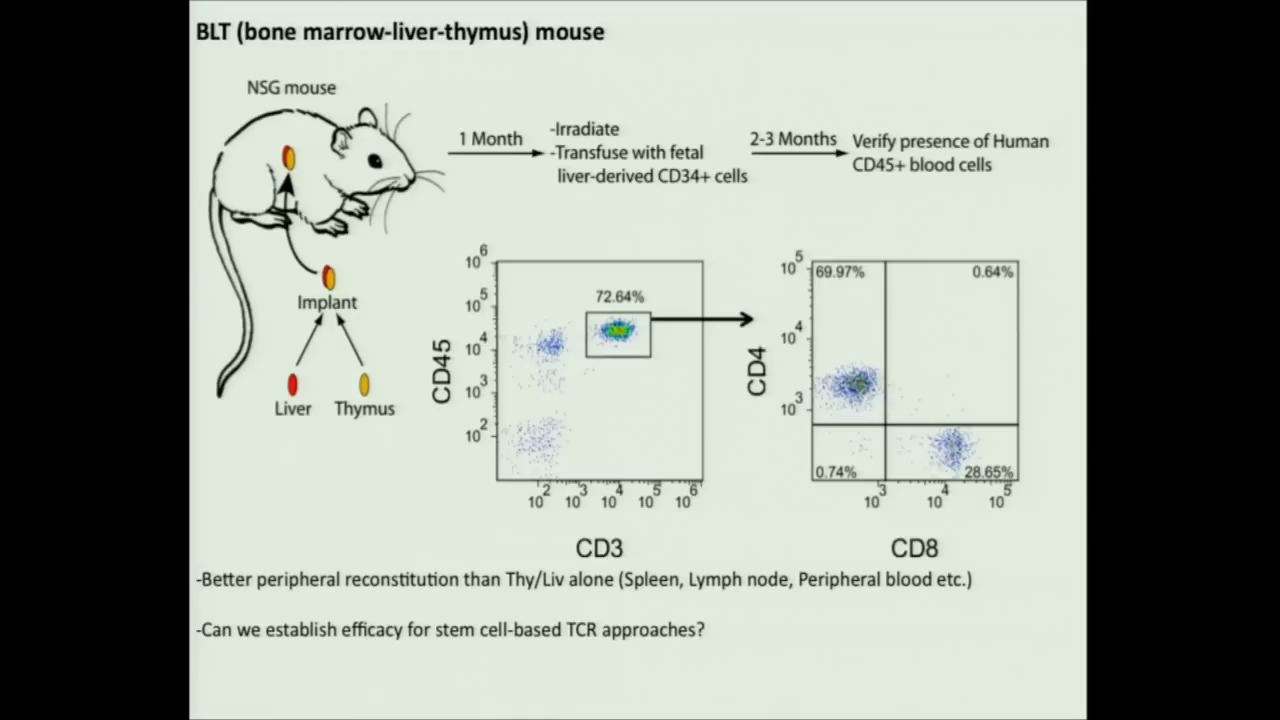 BLT (bone marrow-liver-thymus) mouse
NSG mouse
1 Month
-Irradiate
-Transfuse with fetal
liver-derived CD34+ cells
2-3 Months
Verify presence of Human
CD45+ blood cells
Implant
Liver
Thymus
CD45
10^6
10^5
10^4
10^3
10^2
72.64%
10^2 10^3 10^4 10^5 10^6
CD3
CD4
10^5
10^4
10^3
69.97%
0.64%
0.74%
28.65%
10^3 10^4 10^5
CD8
-Better peripheral reconstitution than Thy/Liv alone (Spleen, Lymph node, Peripheral blood etc.)
-Can we establish efficacy for stem cell-based TCR approaches?